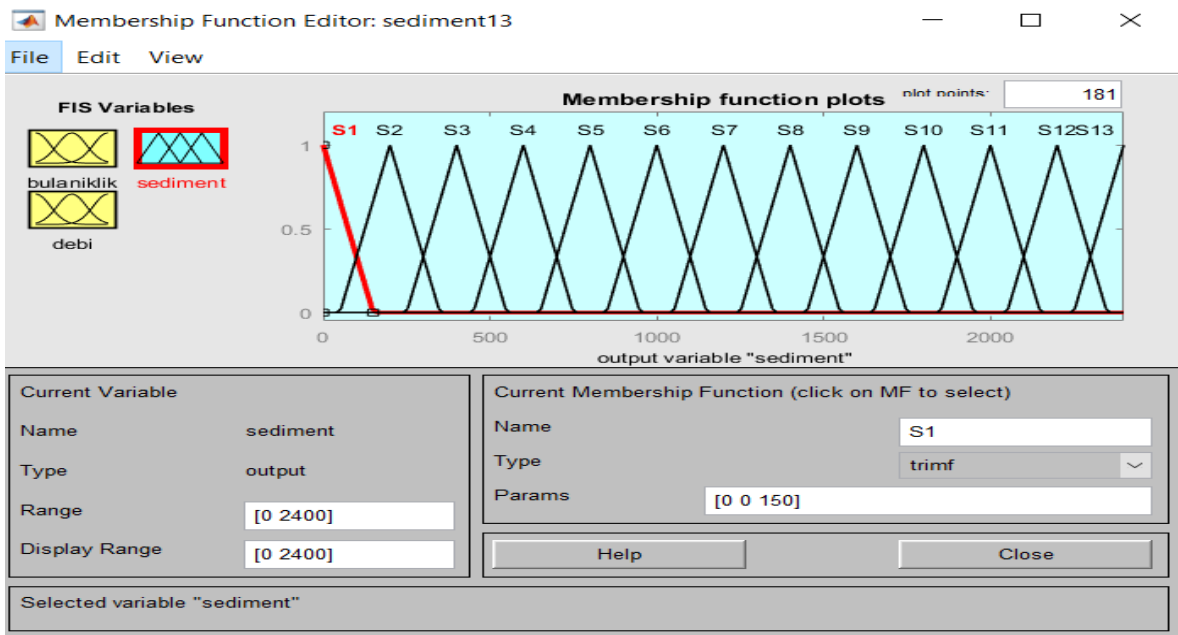 Membership Function Editor: sediment13
File Edit View
FIS Variables
bulaniklik sediment
debi
Membership function plots plot points: 181
S1 S2 S3 S4 S5 S6 S7 S8 S9 S10 S11 S12S13
1
0.5
0
0 500 1000 1500 2000
output variable "sediment"
Current Variable
Name sediment
Type output
Range [0 2400]
Display Range [0 2400]
Current Membership Function (click on MF to select)
Name S1
Type trimf
Params [0 0 150]
Help Close
Selected variable "sediment"